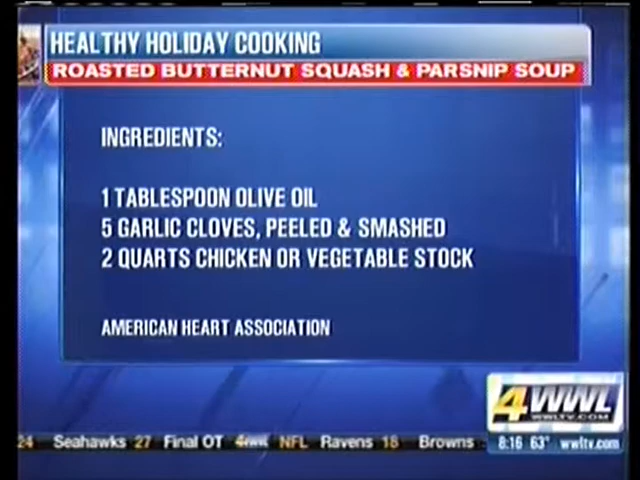 HEALTHY HOLIDAY COOKING
ROASTED BUTTERNUT SQUASH & PARSNIP SOUP
INGREDIENTS:
1 TABLESPOON OLIVE OIL
5 GARLIC CLOVES, PEELED & SMASHED
2 QUARTS CHICKEN OR VEGETABLE STOCK
AMERICAN HEART ASSOCIATION
4WWL
WWLTV.COM
24 Seahawks 27 Final OT 4WWL NFL Ravens 18 Browns 8:16 63° wwltv.com